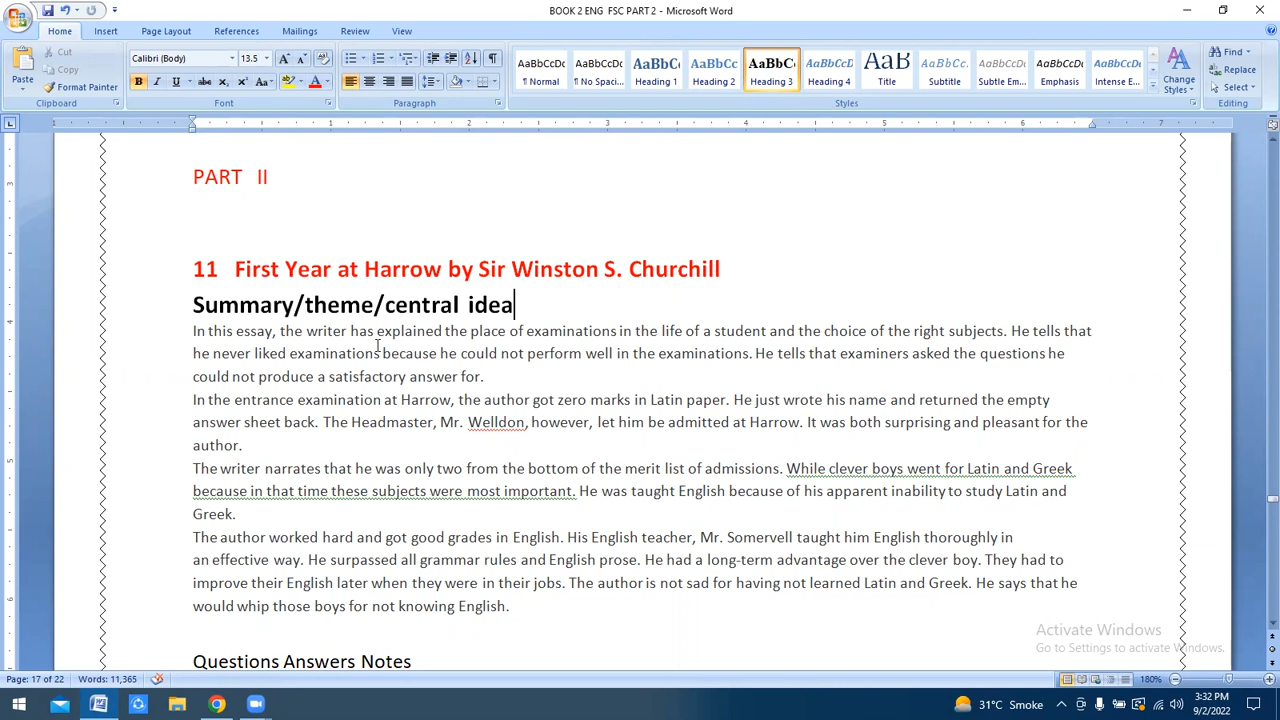 BOOK 2 ENG FSC PART 2 - Microsoft Word
Home Insert Page Layout References Mailings Review View
Paste
Cut
Copy
Format Painter
Clipboard
Calibri (Body) 13.5
Font
Paragraph
AaBbCcDc AaBbCcDc AaBbC AaBbCc AaBbC AaBbCcD AaB AaBbCc. AaBbCcD AaBbCcD AaBbCcDc
¶ Normal ¶ No Spaci... Heading 1 Heading 2 Heading 3 Heading 4 Title Subtitle Subtle Em... Emphasis Intense E...
Styles
Change Styles
Find
Replace
Select
Editing
PART II
11 First Year at Harrow by Sir Winston S. Churchill
Summary/theme/central idea
In this essay, the writer has explained the place of examinations in the life of a student and the choice of the right subjects. He tells that
he never liked examinations because he could not perform well in the examinations. He tells that examiners asked the questions he
could not produce a satisfactory answer for.
In the entrance examination at Harrow, the author got zero marks in Latin paper. He just wrote his name and returned the empty
answer sheet back. The Headmaster, Mr. Welldon, however, let him be admitted at Harrow. It was both surprising and pleasant for the
author.
The writer narrates that he was only two from the bottom of the merit list of admissions. While clever boys went for Latin and Greek
because in that time these subjects were most important. He was taught English because of his apparent inability to study Latin and
Greek.
The author worked hard and got good grades in English. His English teacher, Mr. Somervell taught him English thoroughly in
an effective way. He surpassed all grammar rules and English prose. He had a long-term advantage over the clever boy. They had to
improve their English later when they were in their jobs. The author is not sad for having not learned Latin and Greek. He says that he
would whip those boys for not knowing English.
Questions Answers Notes
Activate Windows
Go to Settings to activate Windows.
Page: 17 of 22 Words: 11,365 180%
31°C Smoke 3:32 PM
9/2/2022